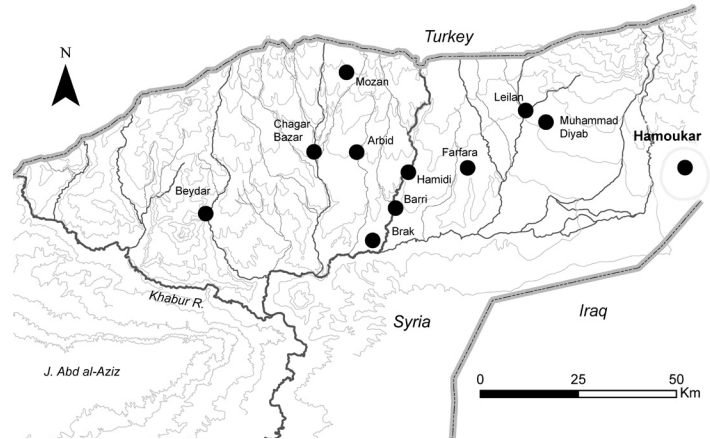 Turkey
N
Mozan
Leilan
Muhammad
Diyab
Chagar
Bazar
Arbid
Hamoukar
Farfara
Hamidi
Beydar
Barri
Brak
Khabur R.
Syria
Iraq
J. Abd al-Aziz
0 25 50
Km